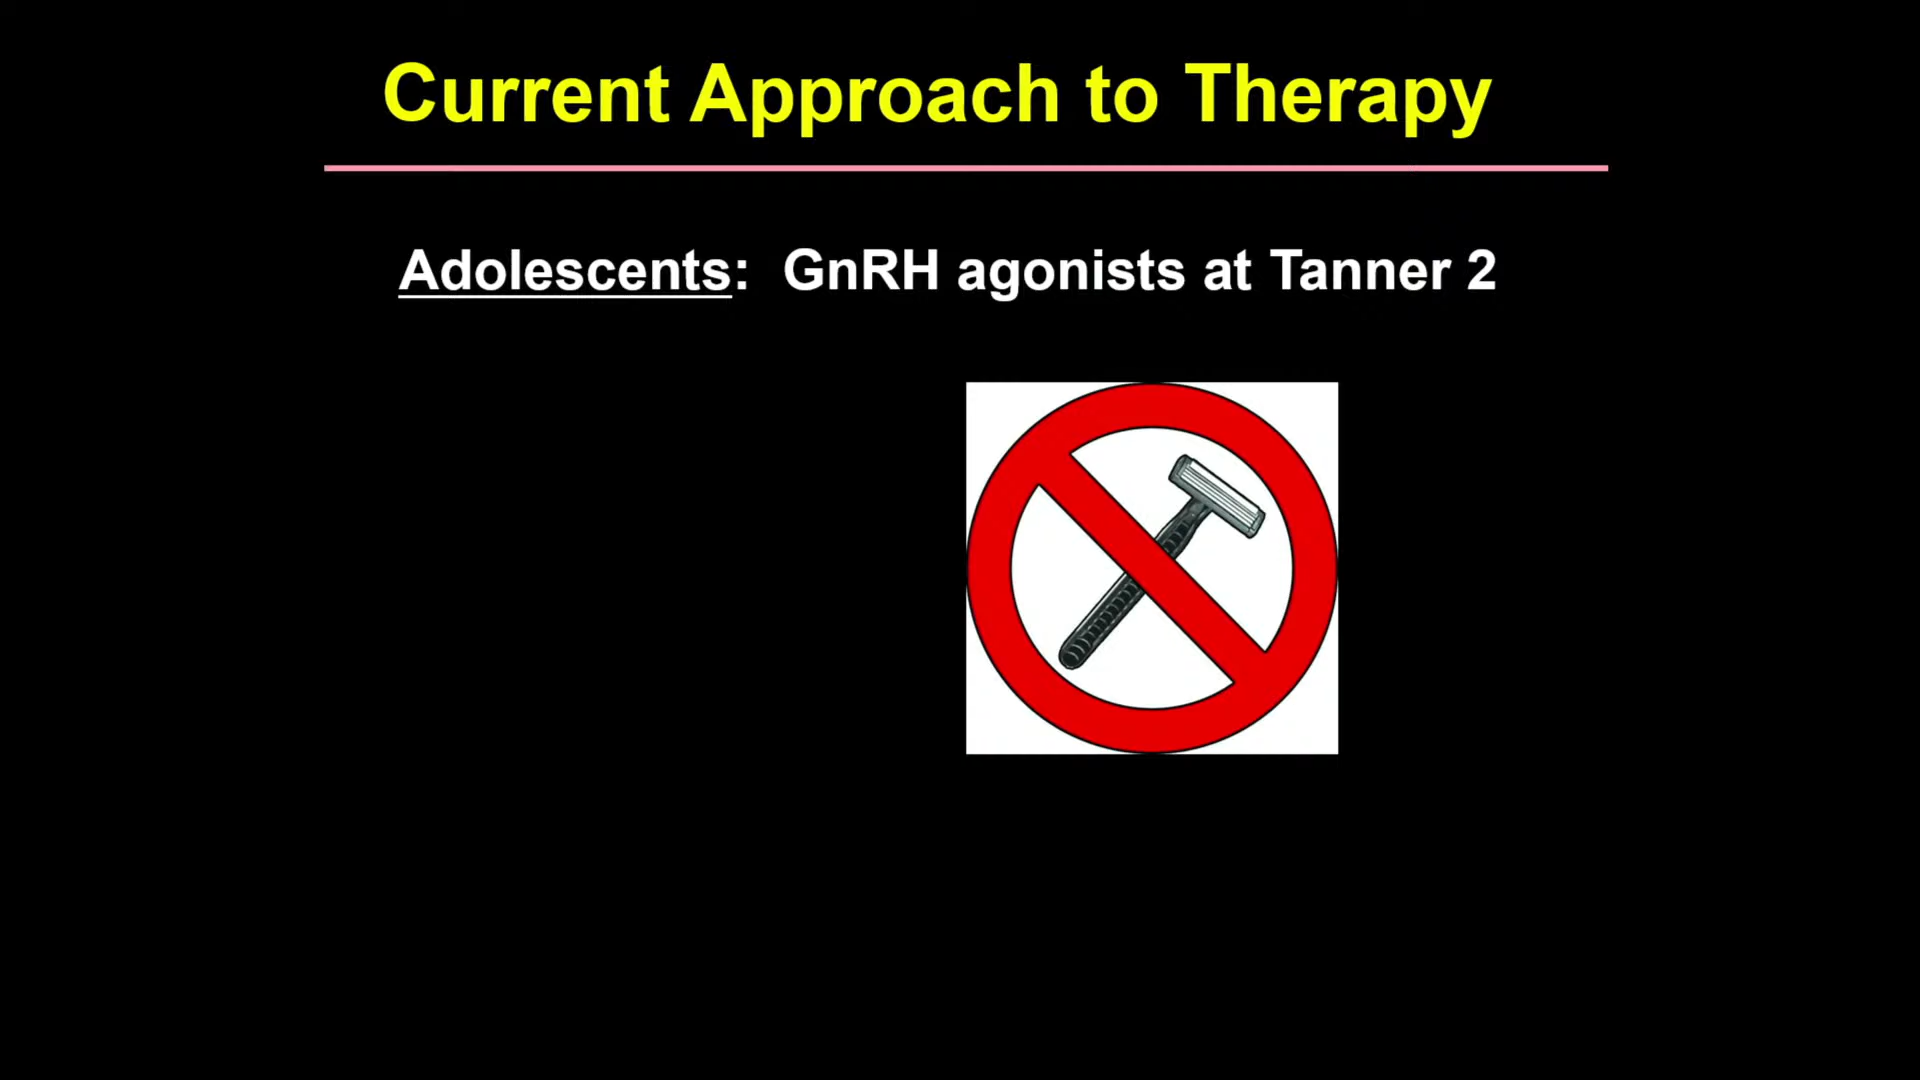 Current Approach to Therapy
Adolescents: GnRH agonists at Tanner 2